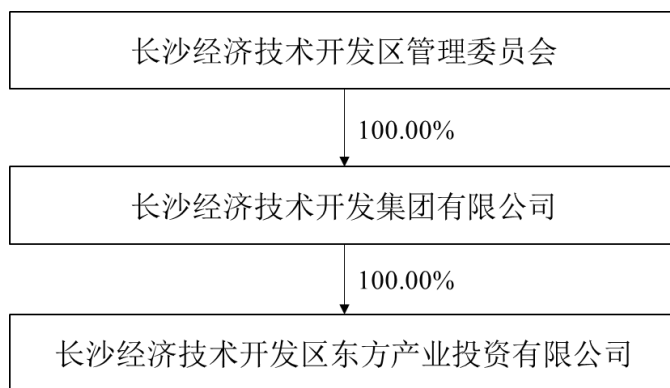 长沙经济技术开发区管理委员会
100.00%
长沙经济技术开发集团有限公司
100.00%
长沙经济技术开发区东方产业投资有限公司